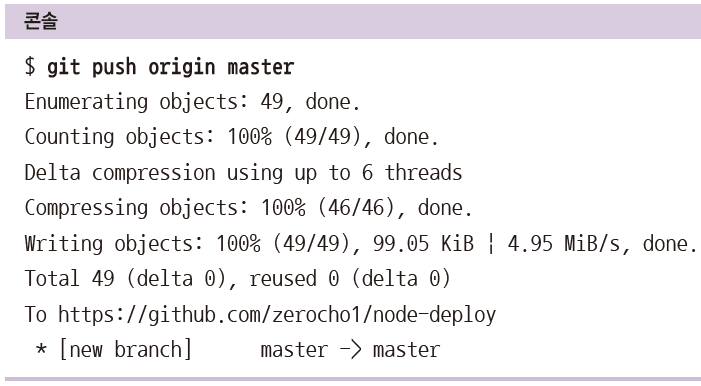 콘솔
$ git push origin master
Enumerating objects: 49, done.
Counting objects: 100% (49/49), done.
Delta compression using up to 6 threads
Compressing objects: 100% (46/46), done.
Writing objects: 100% (49/49), 99.05 KiB ¦ 4.95 MiB/s, done.
Total 49 (delta 0), reused 0 (delta 0)
To https://github.com/zerocho1/node-deploy
 * [new branch]      master -> master